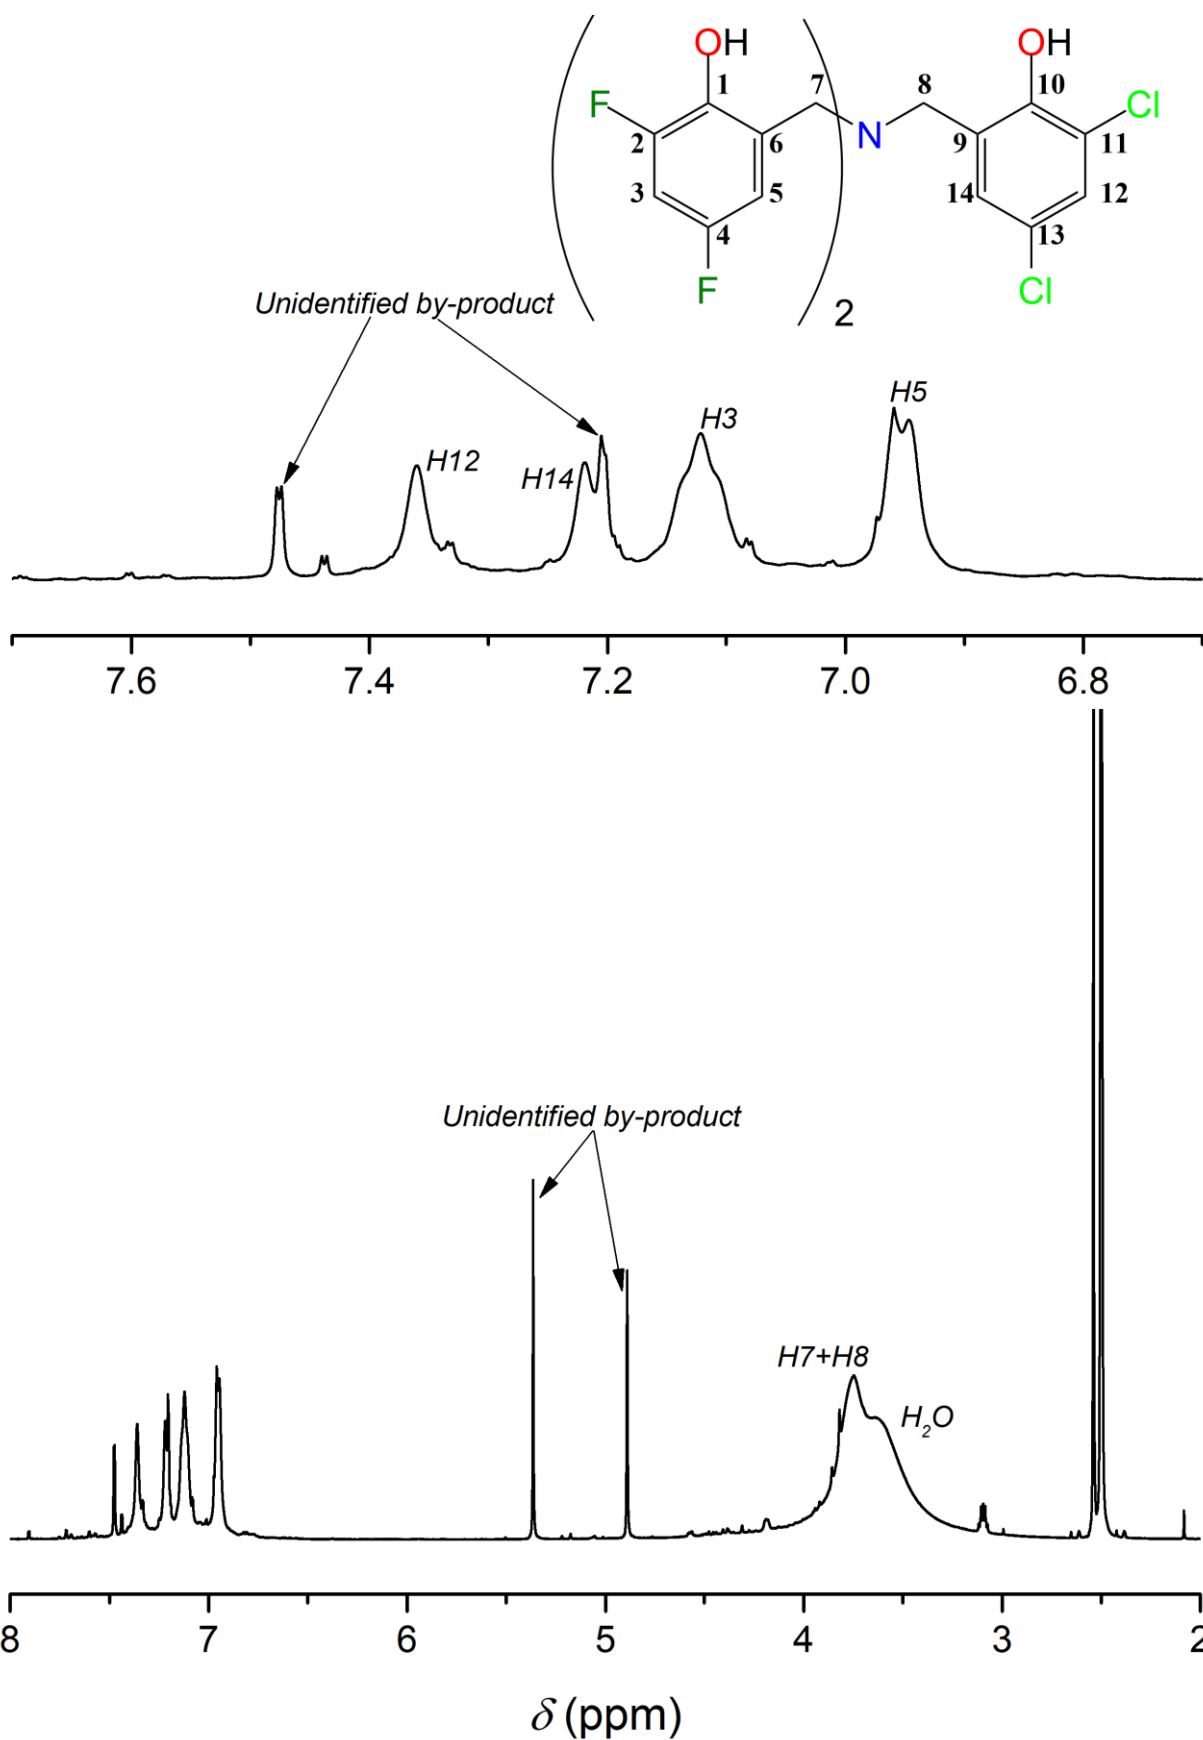 OH OH
1 7 8 10
F N Cl
2 6 9 11
3 5 14 12
4 13
F Cl
2
Unidentified by-product
H12 H14 H3 H5
7.6 7.4 7.2 7.0 6.8
Unidentified by-product
H7+H8
H₂O
8 7 6 5 4 3 2
δ (ppm)